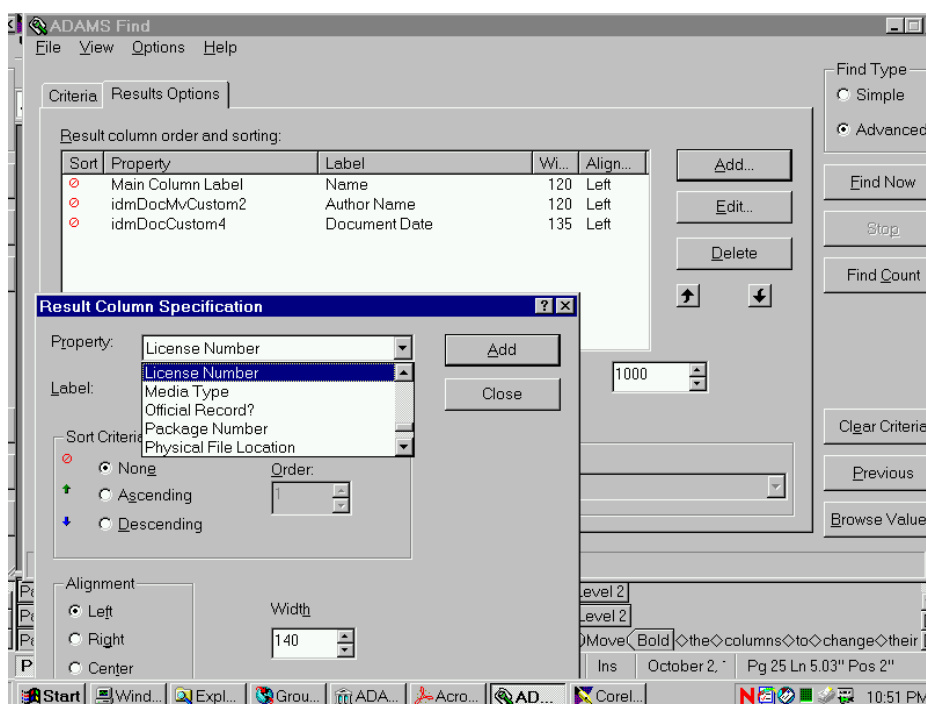 ADAMS Find
File View Options Help
Find Type
Criteria Results Options
Simple
Result column order and sorting:
Advanced
Sort Property Label Wi... Align...
Add...
Main Column Label Name 120 Left
Find Now
idmDocMvCustom2 Author Name 120 Left
Edit...
idmDocCustom4 Document Date 135 Left
Stop
Delete
Find Count
Result Column Specification
Property: License Number
Add
License Number
1000
Label:
Media Type
Close
Official Record?
Package Number
Clear Criteria
Sort Criteria
Physical File Location
None
Order:
Previous
1
Ascending
Descending
Browse Value
Alignment
Level 2
Left
Width
Level 2
Right
140
Move Bold the columns to change their
Center
Ins October 2, Pg 25 Ln 5.03" Pos 2"
Start Wind... Expl... Grou... ADA... Acro... AD... Corel... 10:51 PM